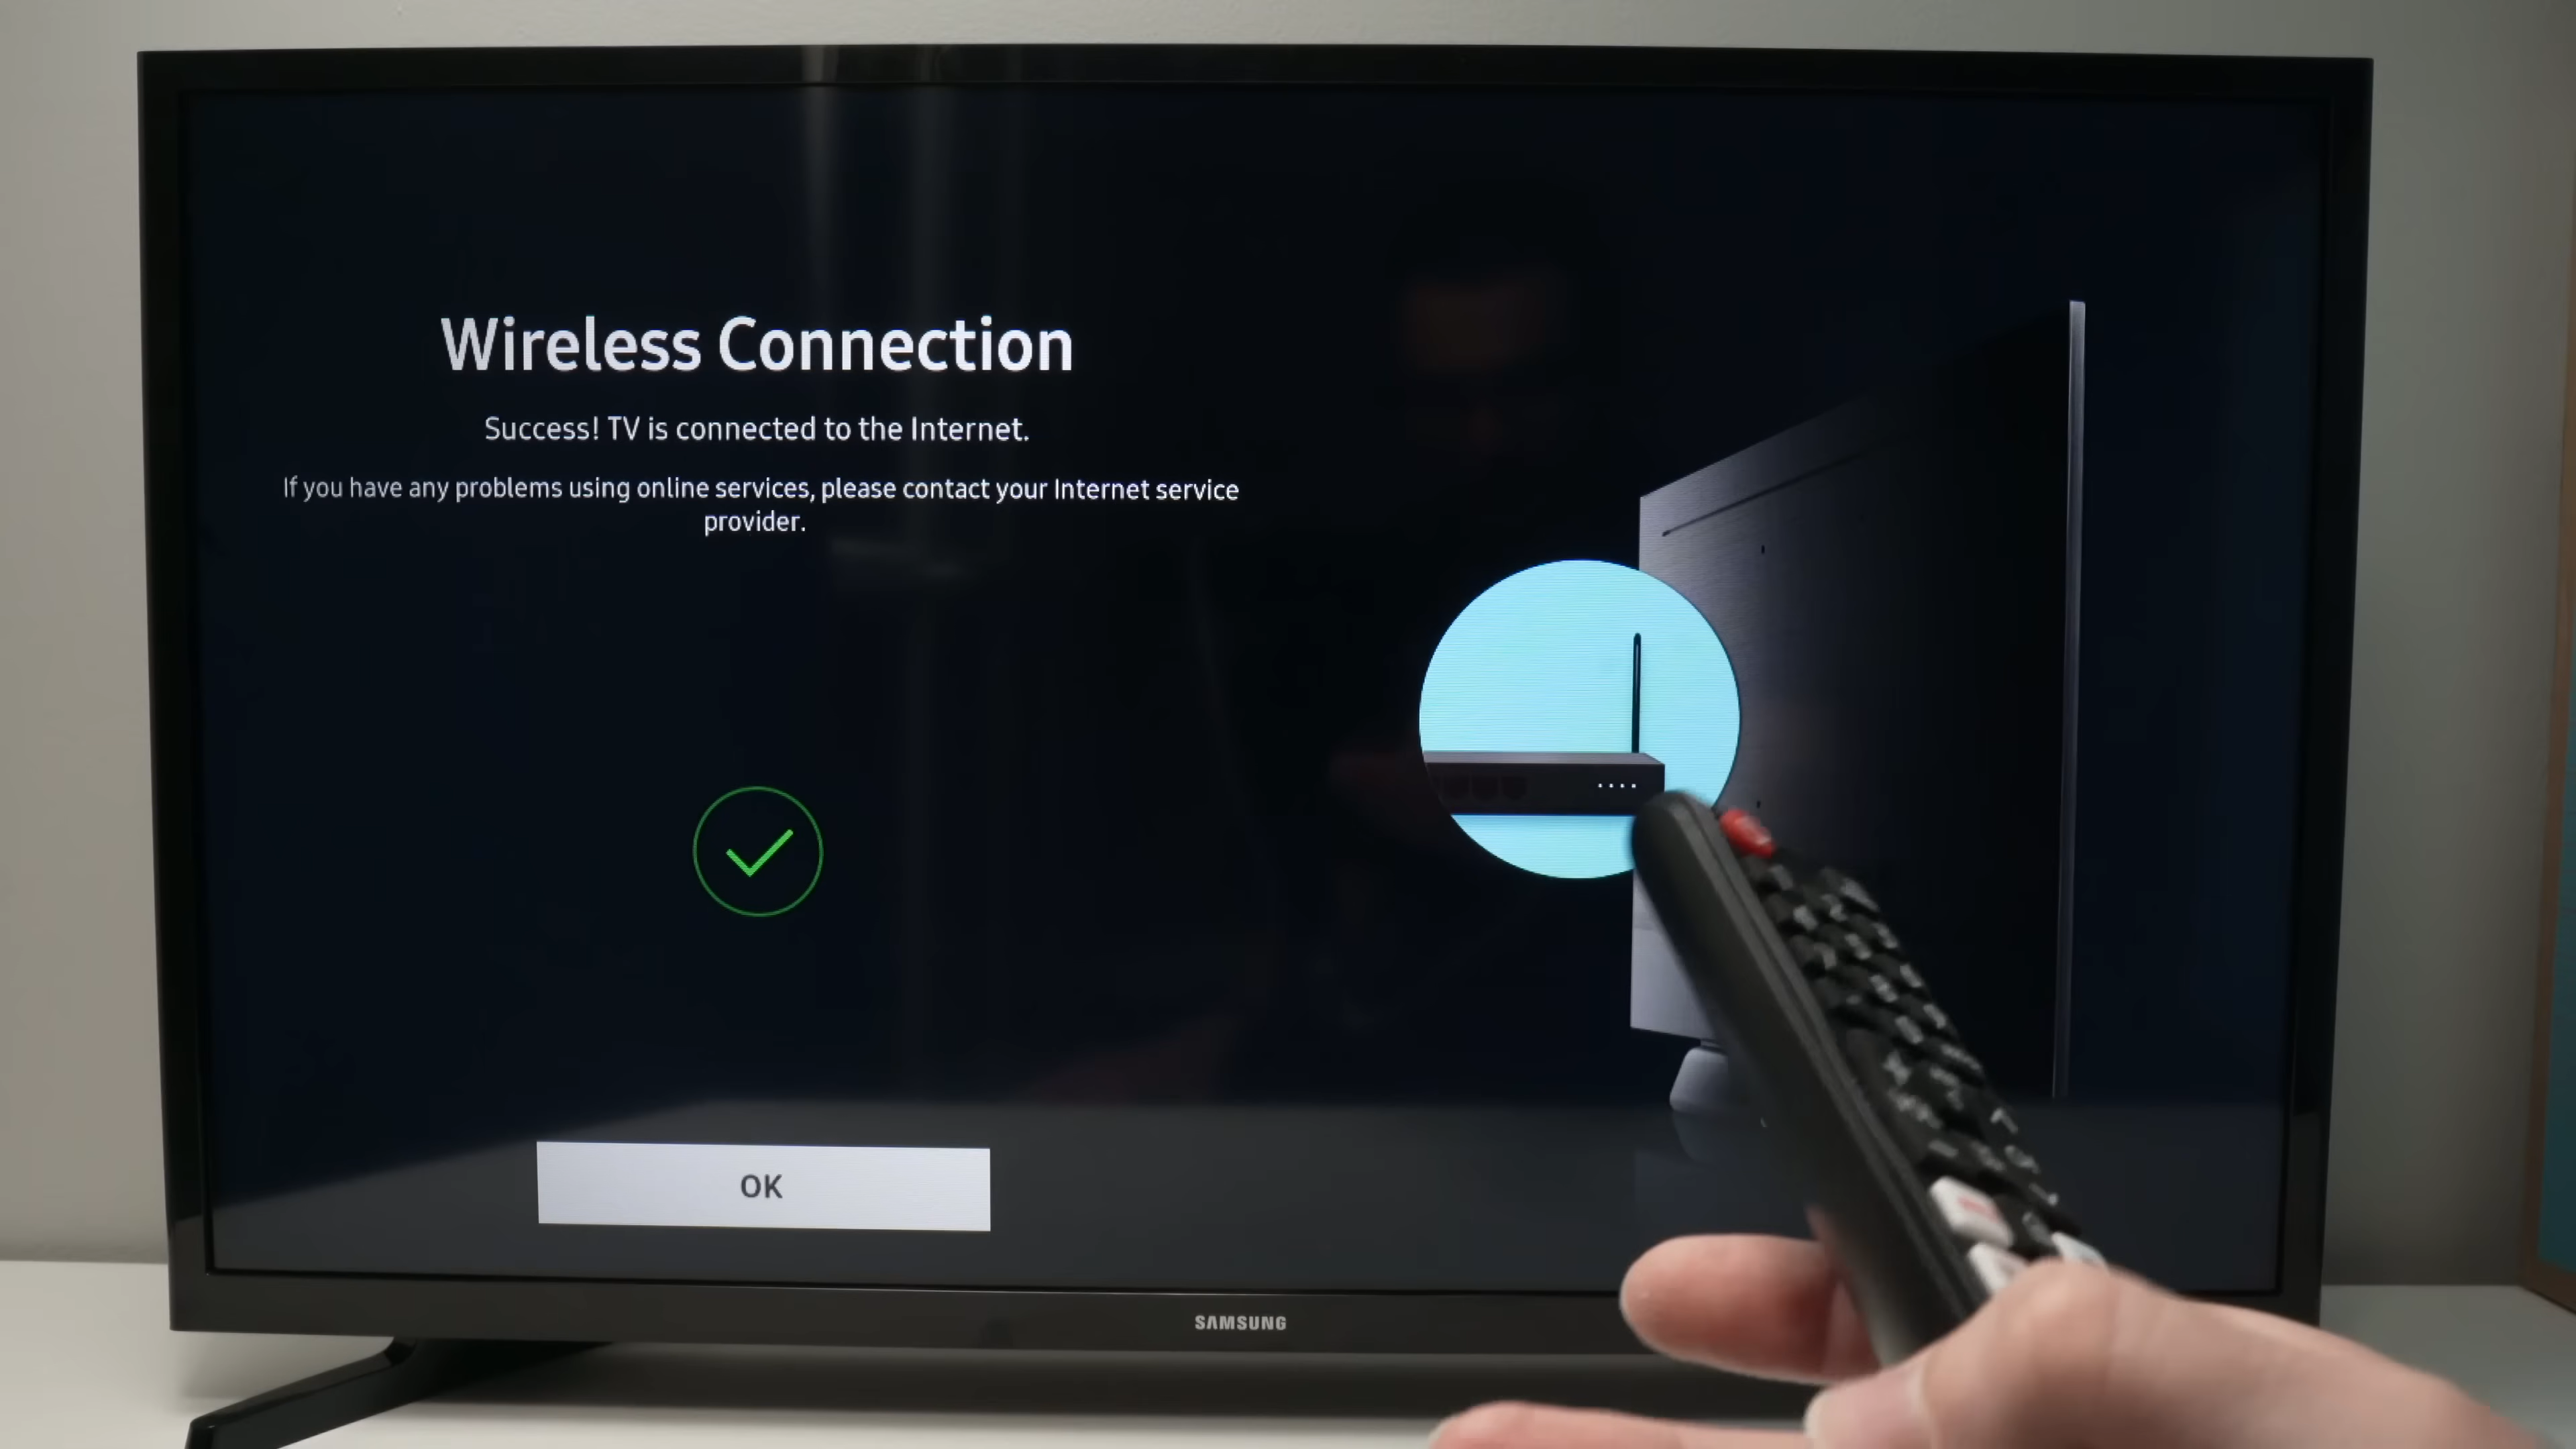 Wireless Connection
Success! TV is connected to the Internet.
If you have any problems using online services, please contact your Internet service
provider.
OK
SAMSUNG